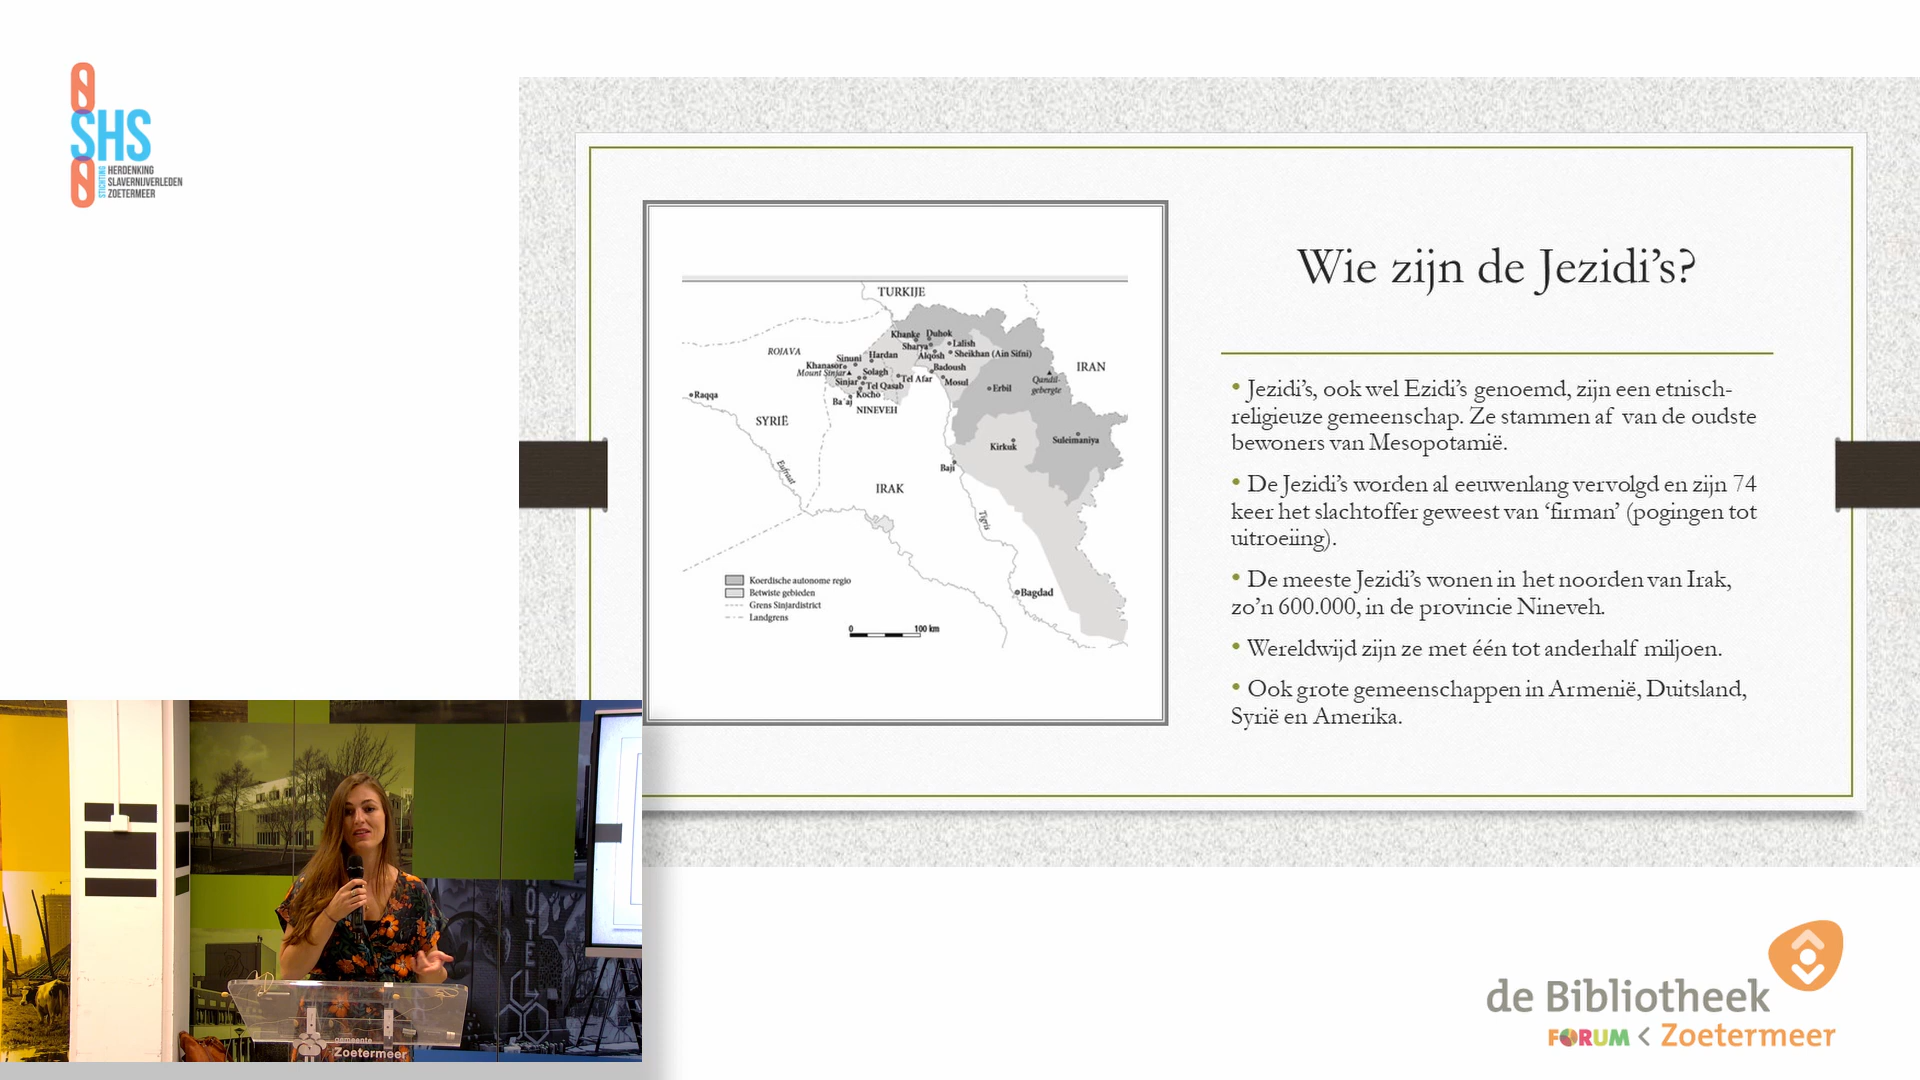 SHS
STICHTING
HERDENKING
SLAVERNIJVERLEDEN
ZOETERMEER
TURKIJE
Khanke Duhok
Sharya Lalish
Alqosh Sheikhan (Ain Sifni)
ROJAVA
Sinuni Hardan
Khanasor
Mount Sinjar Solagh
Badoush
IRAN
Sinjar Tel Qasab
Tel Afar Mosul
Erbil
Qandil-
gebergte
Raqqa
Kocho
Ba'aj
NINEVEH
SYRIË
Kirkuk
Suleimaniya
Baji
Eufraat
IRAK
Tigris
Koerdische autonome regio
Betwiste gebieden
Grens Sinjardistrict
Landgrens
Bagdad
0 100 km
Wie zijn de Jezidi’s?
• Jezidi’s, ook wel Ezidi’s genoemd, zijn een etnisch-
religieuze gemeenschap. Ze stammen af van de oudste
bewoners van Mesopotamië.
• De Jezidi’s worden al eeuwenlang vervolgd en zijn 74
keer het slachtoffer geweest van ‘firman’ (pogingen tot
uitroeiing).
• De meeste Jezidi’s wonen in het noorden van Irak,
zo’n 600.000, in de provincie Nineveh.
• Wereldwijd zijn ze met één tot anderhalf miljoen.
• Ook grote gemeenschappen in Armenië, Duitsland,
Syrië en Amerika.
HOTEL
gemeente
Zoetermeer
de Bibliotheek
FORUM < Zoetermeer